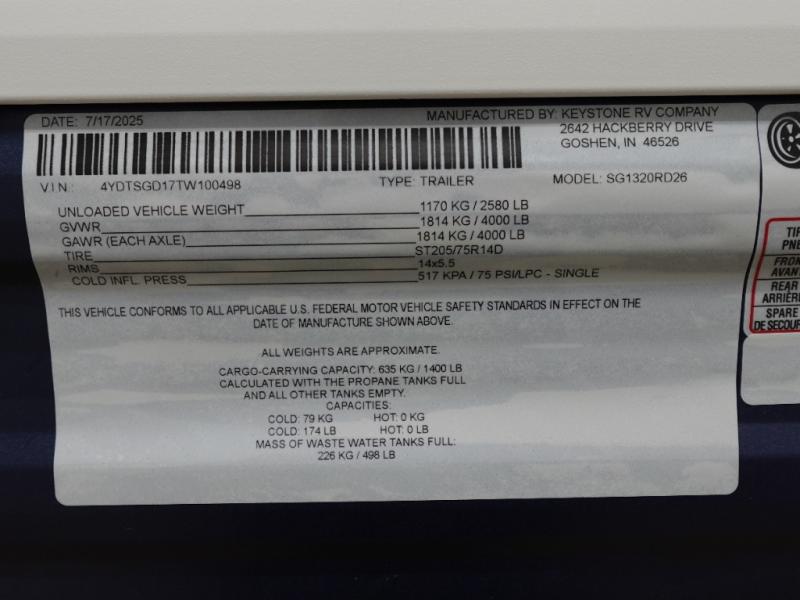 DATE: 7/17/2025
MANUFACTURED BY: KEYSTONE RV COMPANY
2642 HACKBERRY DRIVE
GOSHEN, IN 46526
VIN: 4YDTSGD17TW100498 TYPE: TRAILER MODEL: SG1320RD26
UNLOADED VEHICLE WEIGHT 1170 KG / 2580 LB
GVWR 1814 KG / 4000 LB
GAWR (EACH AXLE) 1814 KG / 4000 LB
TIRE ST205/75R14D
RIMS 14x5.5
COLD INFL. PRESS 517 KPA / 75 PSI/LPC - SINGLE
THIS VEHICLE CONFORMS TO ALL APPLICABLE U.S. FEDERAL MOTOR VEHICLE SAFETY STANDARDS IN EFFECT ON THE
DATE OF MANUFACTURE SHOWN ABOVE.
ALL WEIGHTS ARE APPROXIMATE.
CARGO-CARRYING CAPACITY: 635 KG / 1400 LB
CALCULATED WITH THE PROPANE TANKS FULL
AND ALL OTHER TANKS EMPTY.
CAPACITIES:
COLD: 79 KG HOT: 0 KG
COLD: 174 LB HOT: 0 LB
MASS OF WASTE WATER TANKS FULL:
226 KG / 498 LB
FRON
AVAN
REAR
ARRIÈRE
SPARE
DE SECOUR